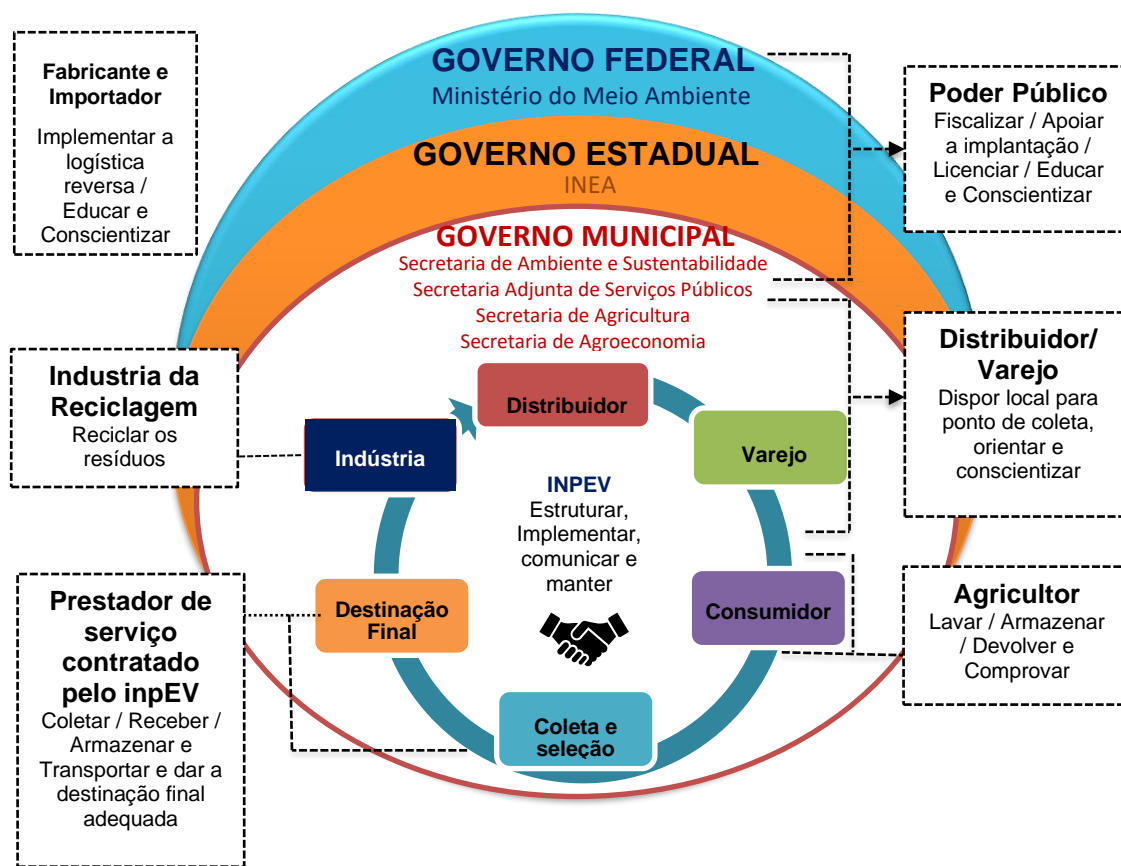 Fabricante e
Importador
Implementar a
logística
reversa /
Educar e
Conscientizar
GOVERNO FEDERAL
Ministério do Meio Ambiente
GOVERNO ESTADUAL
INEA
GOVERNO MUNICIPAL
Secretaria de Ambiente e Sustentabilidade
Secretaria Adjunta de Serviços Públicos
Secretaria de Agricultura
Secretaria de Agroeconomia
Poder Público
Fiscalizar / Apoiar
a implantação /
Licenciar / Educar
e Conscientizar
Industria da
Reciclagem
Reciclar os
resíduos
Distribuidor/
Varejo
Dispor local para
ponto de coleta,
orientar e
conscientizar
Distribuidor
Indústria
Varejo
INPEV
Estruturar,
Implementar,
comunicar e
manter
Destinação
Final
Consumidor
Coleta e
seleção
Prestador de
serviço
contratado
pelo inpEV
Coletar / Receber /
Armazenar e
Transportar e dar a
destinação final
adequada
Agricultor
Lavar / Armazenar
/ Devolver e
Comprovar